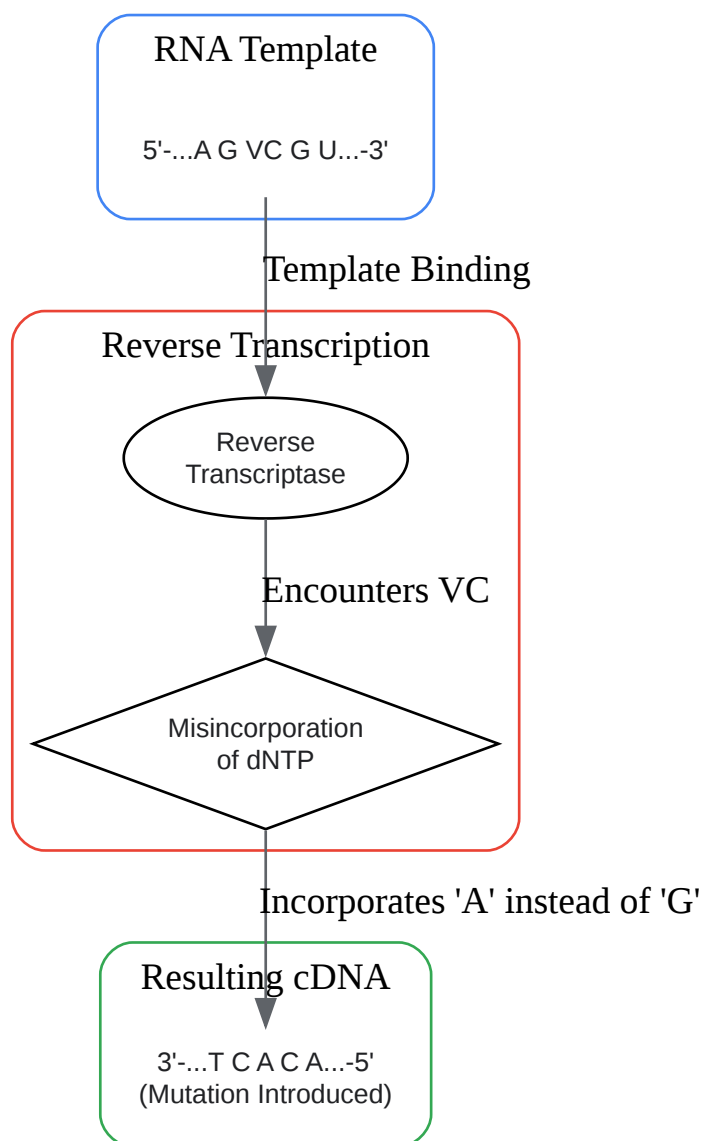 RNA Template
5'-...A G VC G U...-3'
Template Binding
Reverse Transcription
Reverse
Transcriptase
Encounters VC
Misincorporation
of dNTP
Incorporates 'A' instead of 'G'
Resulting cDNA
3'-...T C A C A...-5'
(Mutation Introduced)